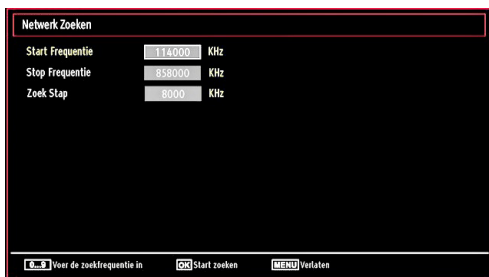 Netwerk Zoeken
Start Frequentie 114000 KHz
Stop Frequentie 858000 KHz
Zoek Stap 8000 KHz
0...9 Voer de zoekfrequentie in OK Start zoeken MENU Verlaten